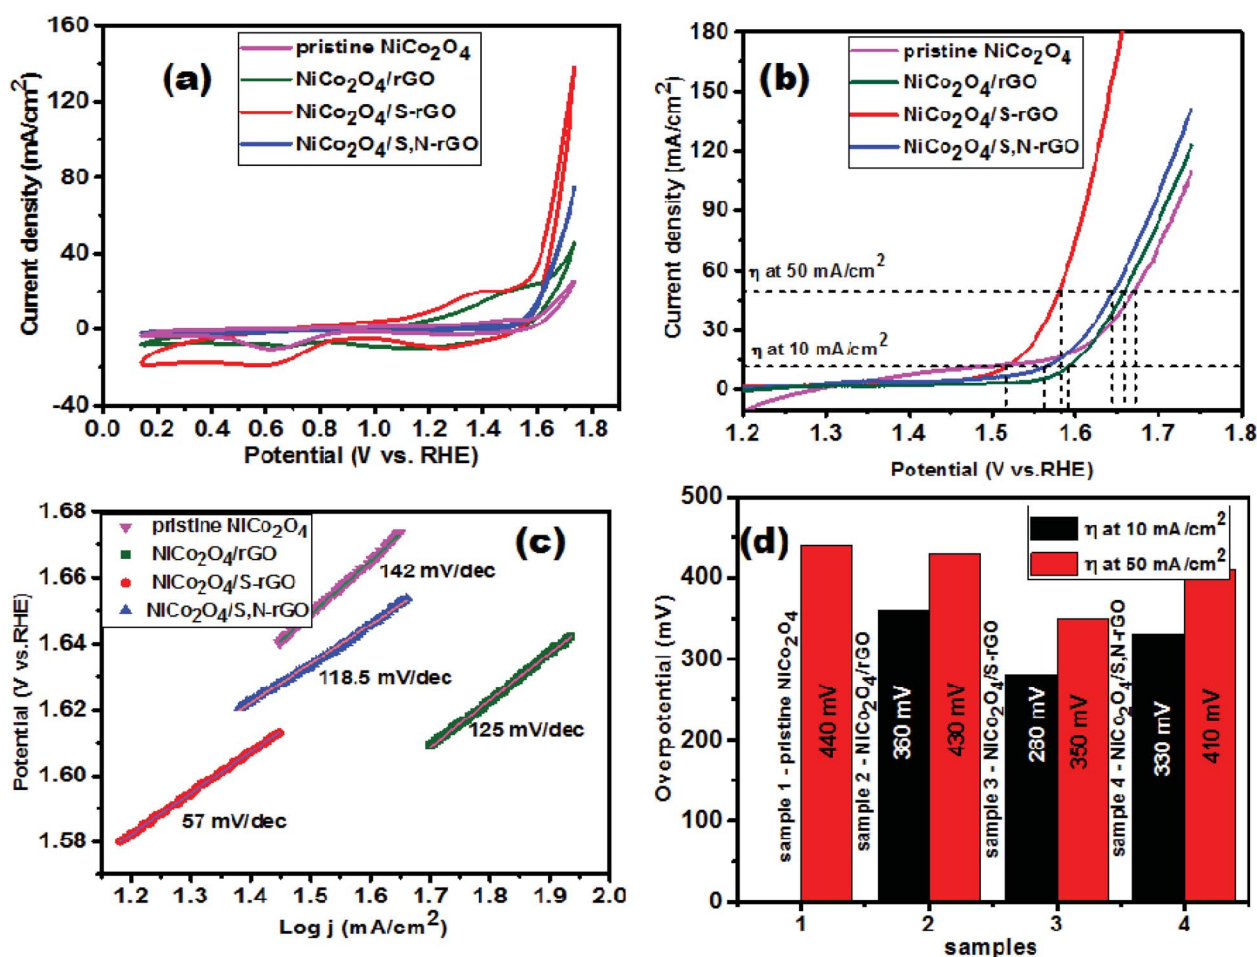 (a)
pristine NiCo2O4
NiCo2O4/rGO
NiCo2O4/S-rGO
NiCo2O4/S,N-rGO
Current density (mA/cm2)
160
120
80
40
0
-40
0.0 0.2 0.4 0.6 0.8 1.0 1.2 1.4 1.6 1.8
Potential (V vs. RHE)
(b)
pristine NiCo2O4
NiCo2O4/rGO
NiCo2O4/S-rGO
NiCo2O4/S,N-rGO
Current density (mA/cm2)
180
150
120
90
60
30
0
η at 50 mA/cm2
η at 10 mA/cm2
1.2 1.3 1.4 1.5 1.6 1.7 1.8
Potential (V vs.RHE)
(c)
pristine NiCo2O4
NiCo2O4/rGO
NiCo2O4/S-rGO
NiCo2O4/S,N-rGO
Potential (V vs.RHE)
1.68
1.66
1.64
1.62
1.60
1.58
142 mV/dec
118.5 mV/dec
125 mV/dec
57 mV/dec
1.2 1.3 1.4 1.5 1.6 1.7 1.8 1.9 2.0
Log j (mA/cm2)
(d)
η at 10 mA/cm2
η at 50 mA/cm2
Overpotential (mV)
500
400
300
200
100
0
sample 1 - pristine NiCo2O4
440 mV
sample 2 - NiCo2O4/rGO
360 mV
430 mV
sample 3 - NiCo2O4/S-rGO
280 mV
350 mV
sample 4 - NiCo2O4/S,N-rGO
330 mV
410 mV
1 2 3 4
samples